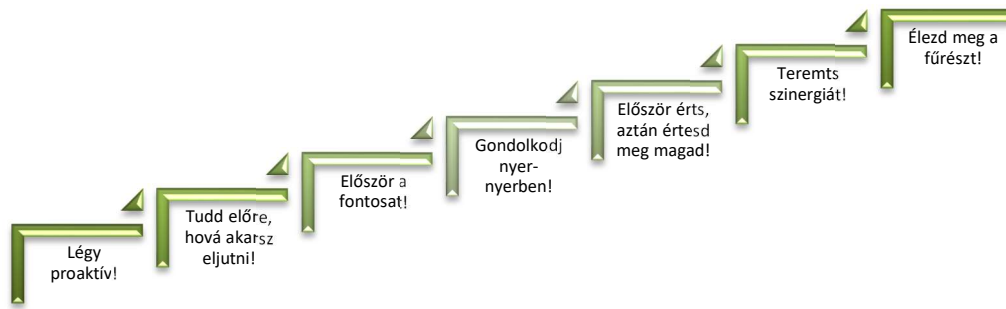 Légy
proaktív!
Tudd előre,
hová akarsz
eljutni!
Először a
fontosat!
Gondolkodj
nyer-
nyerben!
Először érts,
aztán értesd
meg magad!
Teremts
szinergiát!
Élezd meg a
fűrészt!